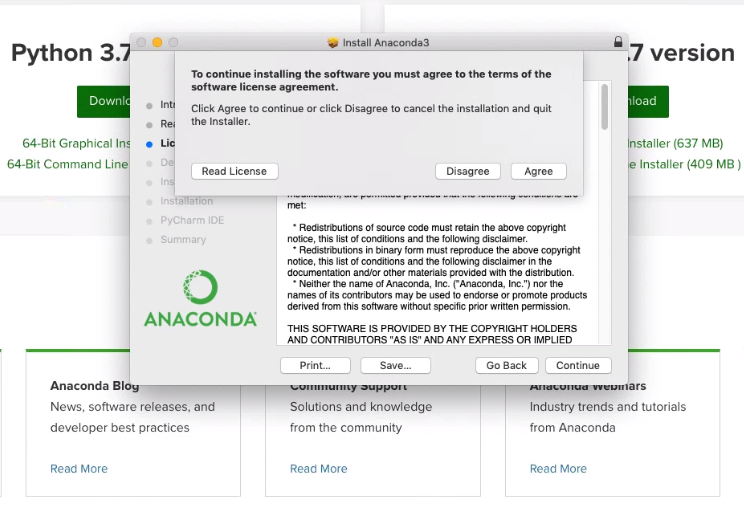 Python 3.7
.7 version
Install Anaconda3
To continue installing the software you must agree to the terms of the
software license agreement.
Click Agree to continue or click Disagree to cancel the installation and quit
the Installer.
Read License
Disagree
Agree
Downlo
nload
64-Bit Graphical Ins
Installer (637 MB)
64-Bit Command Line
e Installer (409 MB )
Intr
Rea
Lic
De
Ins
Installation
PyCharm IDE
Summary
ANACONDA
modification, are permitted provided that the following conditions are
met:
* Redistributions of source code must retain the above copyright
notice, this list of conditions and the following disclaimer.
* Redistributions in binary form must reproduce the above copyright
notice, this list of conditions and the following disclaimer in the
documentation and/or other materials provided with the distribution.
* Neither the name of Anaconda, Inc. ("Anaconda, Inc.") nor the
names of its contributors may be used to endorse or promote products
derived from this software without specific prior written permission.
THIS SOFTWARE IS PROVIDED BY THE COPYRIGHT HOLDERS
AND CONTRIBUTORS "AS IS" AND ANY EXPRESS OR IMPLIED
Print...
Save...
Go Back
Continue
Anaconda Blog
News, software releases, and
developer best practices
Read More
Community Support
Solutions and knowledge
from the community
Read More
Anaconda Webinars
Industry trends and tutorials
from Anaconda
Read More